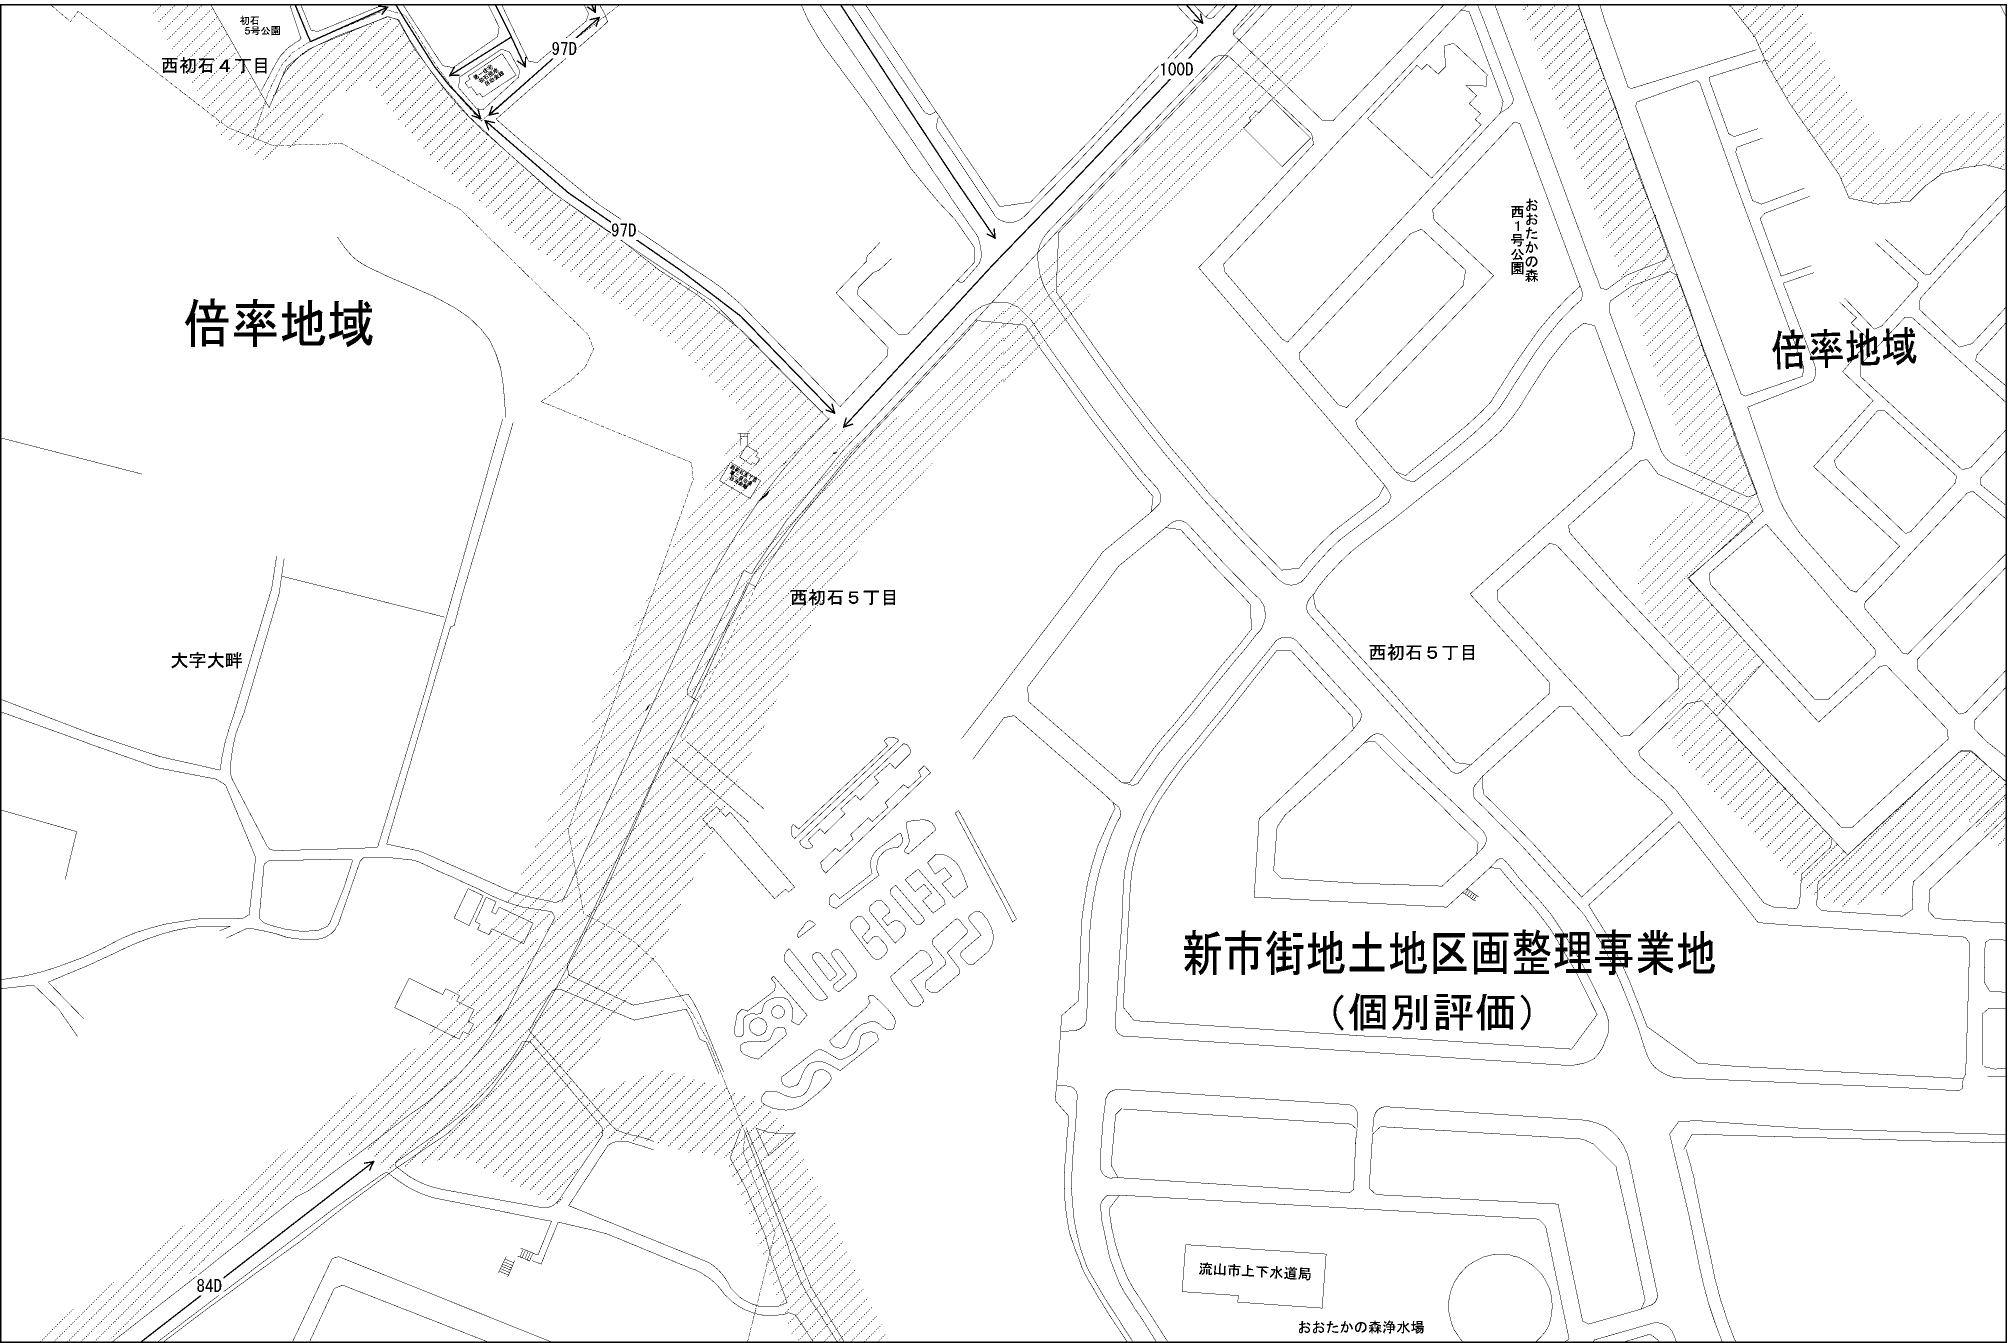 初石
5号公園
西初石4丁目
97D
100D
97D
おおたかの森
西1号公園
倍率地域
倍率地域
西初石5丁目
大字大畔
西初石5丁目
新市街地土地区画整理事業地
（個別評価）
84D
流山市上下水道局
おおたかの森浄水場